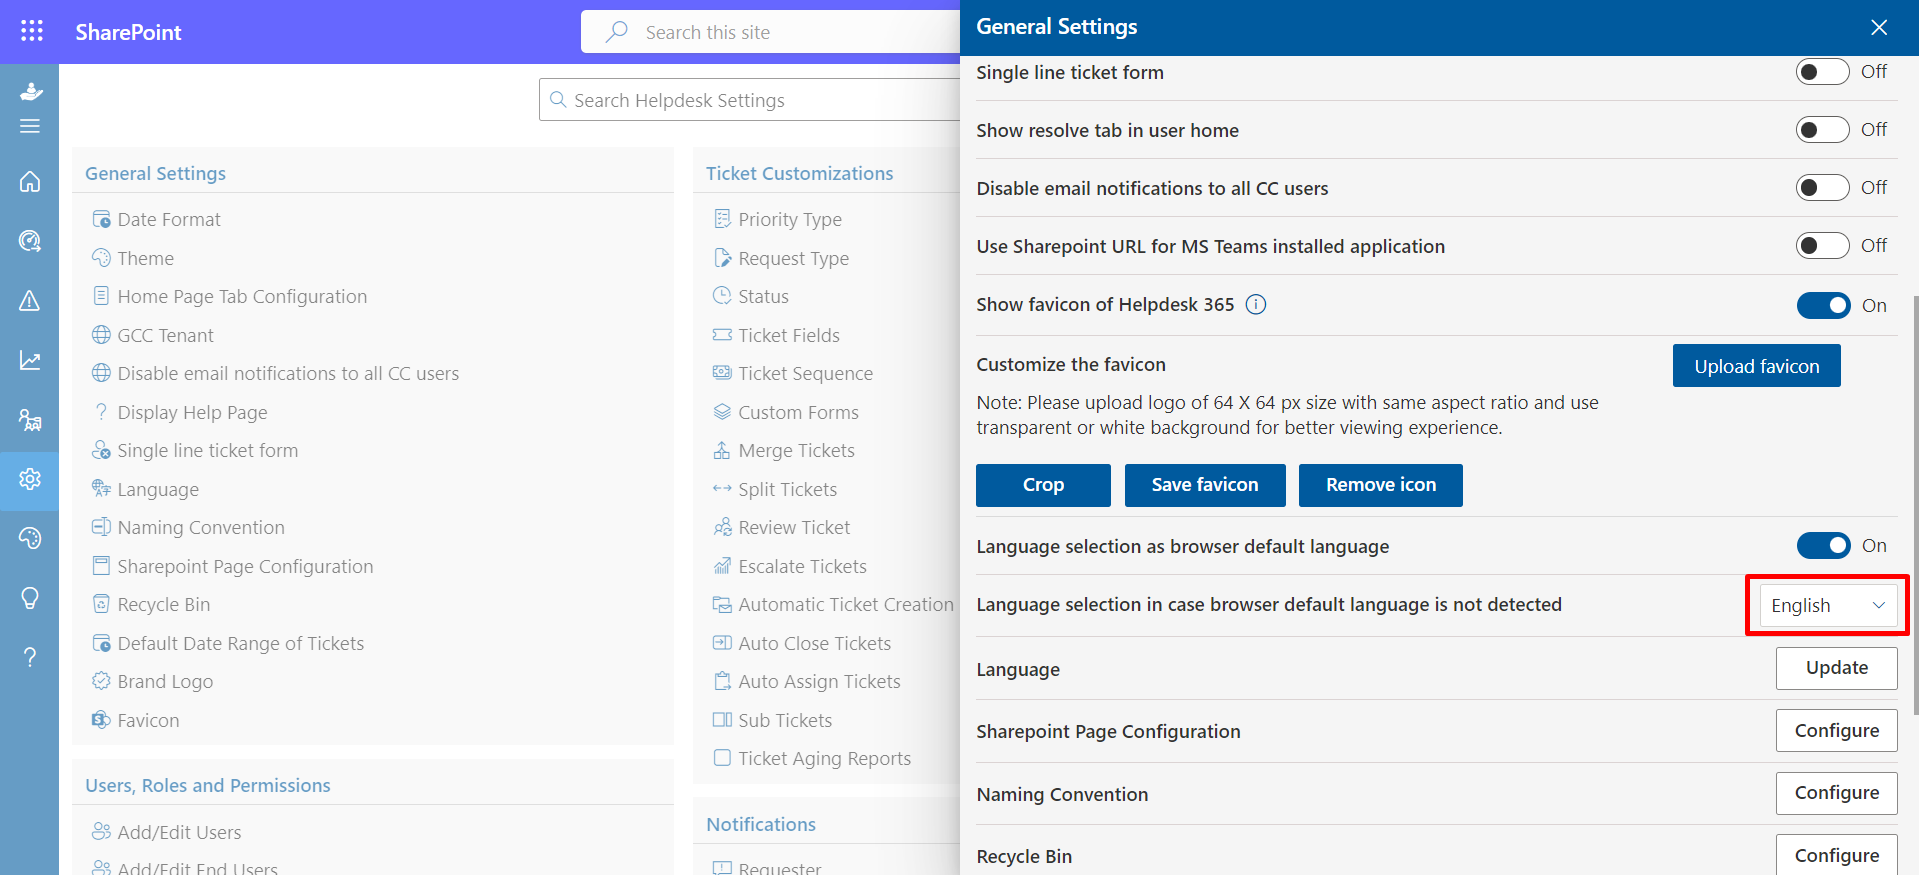 SharePoint
Search this site
Search Helpdesk Settings
General Settings
Date Format
Theme
Home Page Tab Configuration
GCC Tenant
Disable email notifications to all CC users
Display Help Page
Single line ticket form
Language
Naming Convention
Sharepoint Page Configuration
Recycle Bin
Default Date Range of Tickets
Brand Logo
Favicon
Users, Roles and Permissions
Add/Edit Users
Add/Edit End Users
Ticket Customizations
Priority Type
Request Type
Status
Ticket Fields
Ticket Sequence
Custom Forms
Merge Tickets
Split Tickets
Review Ticket
Escalate Tickets
Automatic Ticket Creation
Auto Close Tickets
Auto Assign Tickets
Sub Tickets
Ticket Aging Reports
Notifications
Requester
General Settings
Single line ticket form Off
Show resolve tab in user home Off
Disable email notifications to all CC users Off
Use Sharepoint URL for MS Teams installed application Off
Show favicon of Helpdesk 365 On
Customize the favicon Upload favicon
Note: Please upload logo of 64 X 64 px size with same aspect ratio and use
transparent or white background for better viewing experience.
Crop Save favicon Remove icon
Language selection as browser default language On
Language selection in case browser default language is not detected English
Language Update
Sharepoint Page Configuration Configure
Naming Convention Configure
Recycle Bin Configure